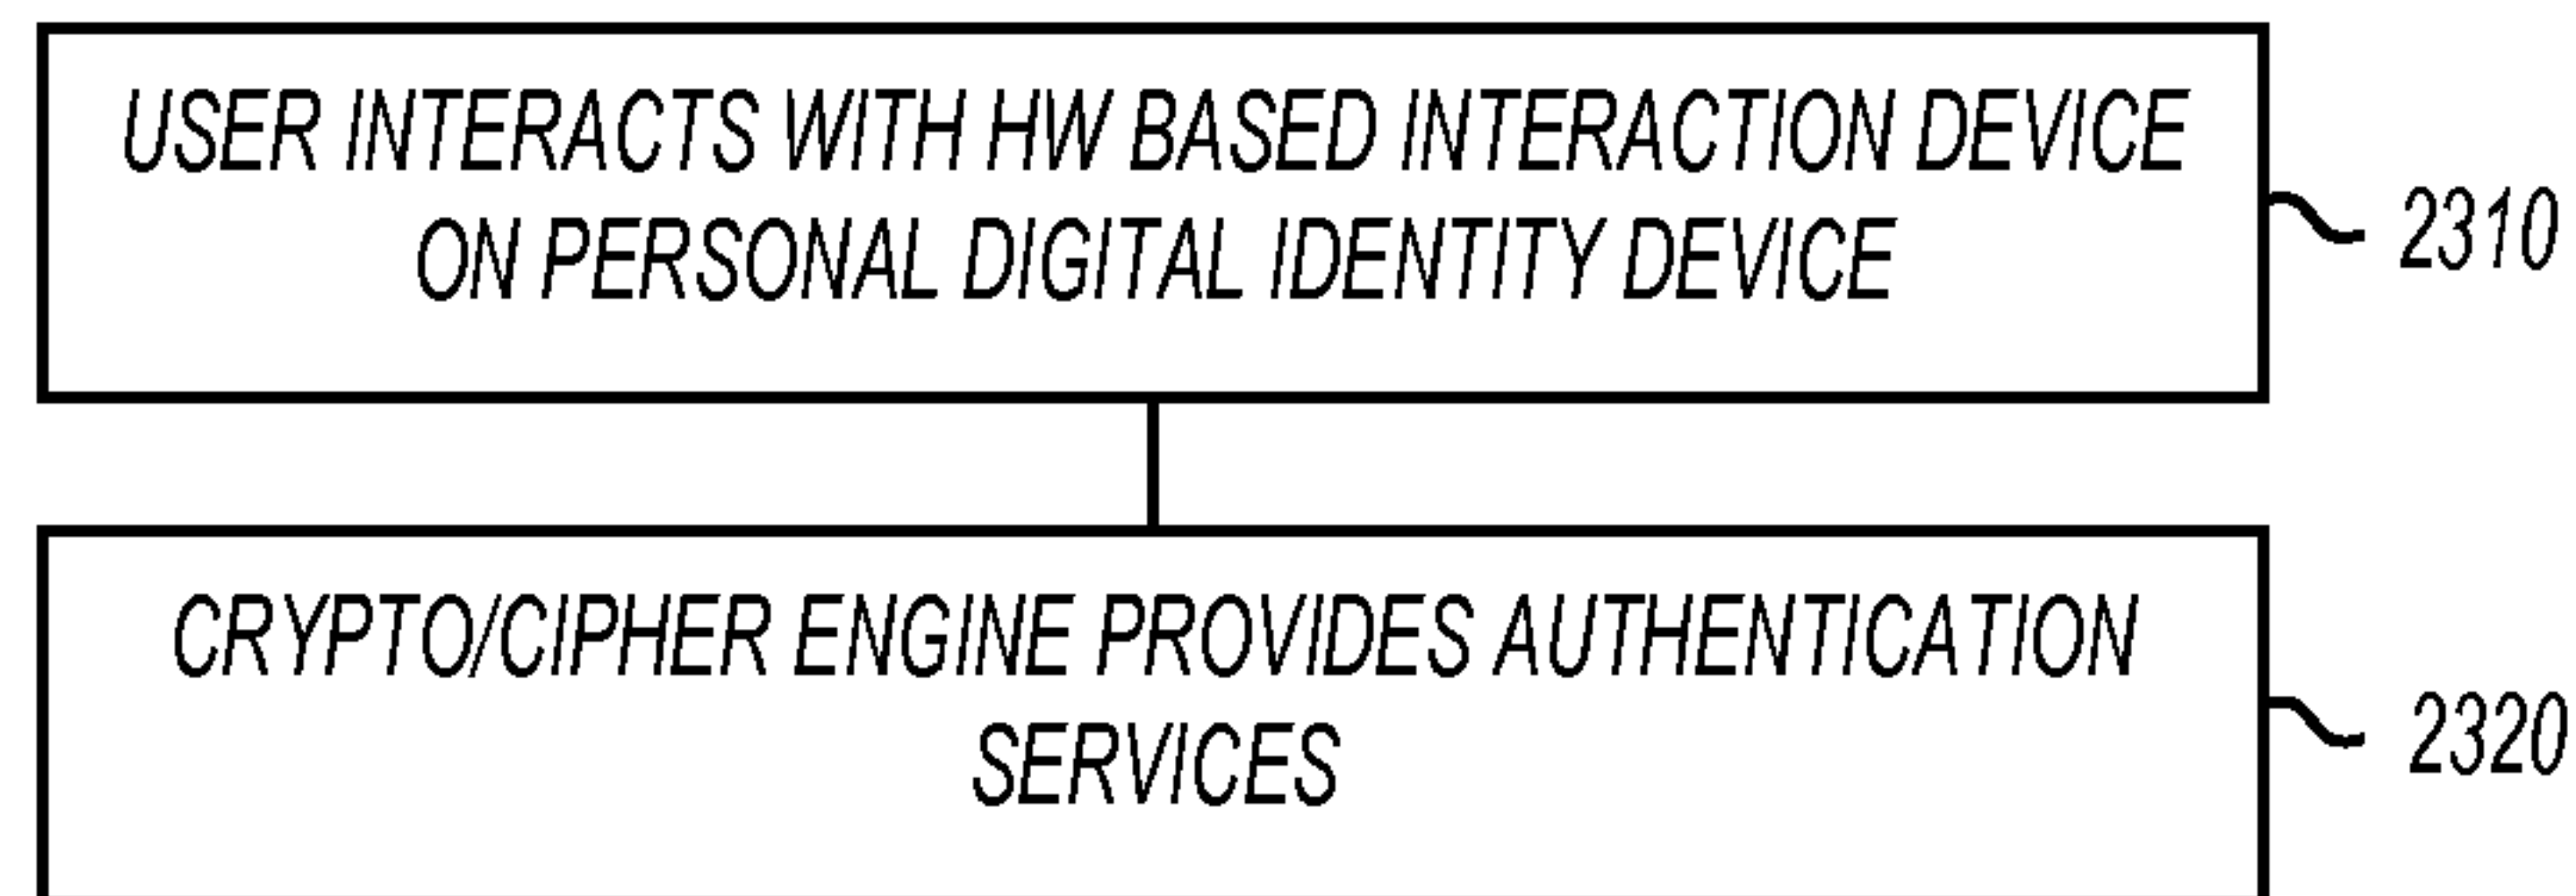 USER INTERACTS WITH HW BASED INTERACTION DEVICE
ON PERSONAL DIGITAL IDENTITY DEVICE
2310
CRYPTO/CIPHER ENGINE PROVIDES AUTHENTICATION
SERVICES
2320